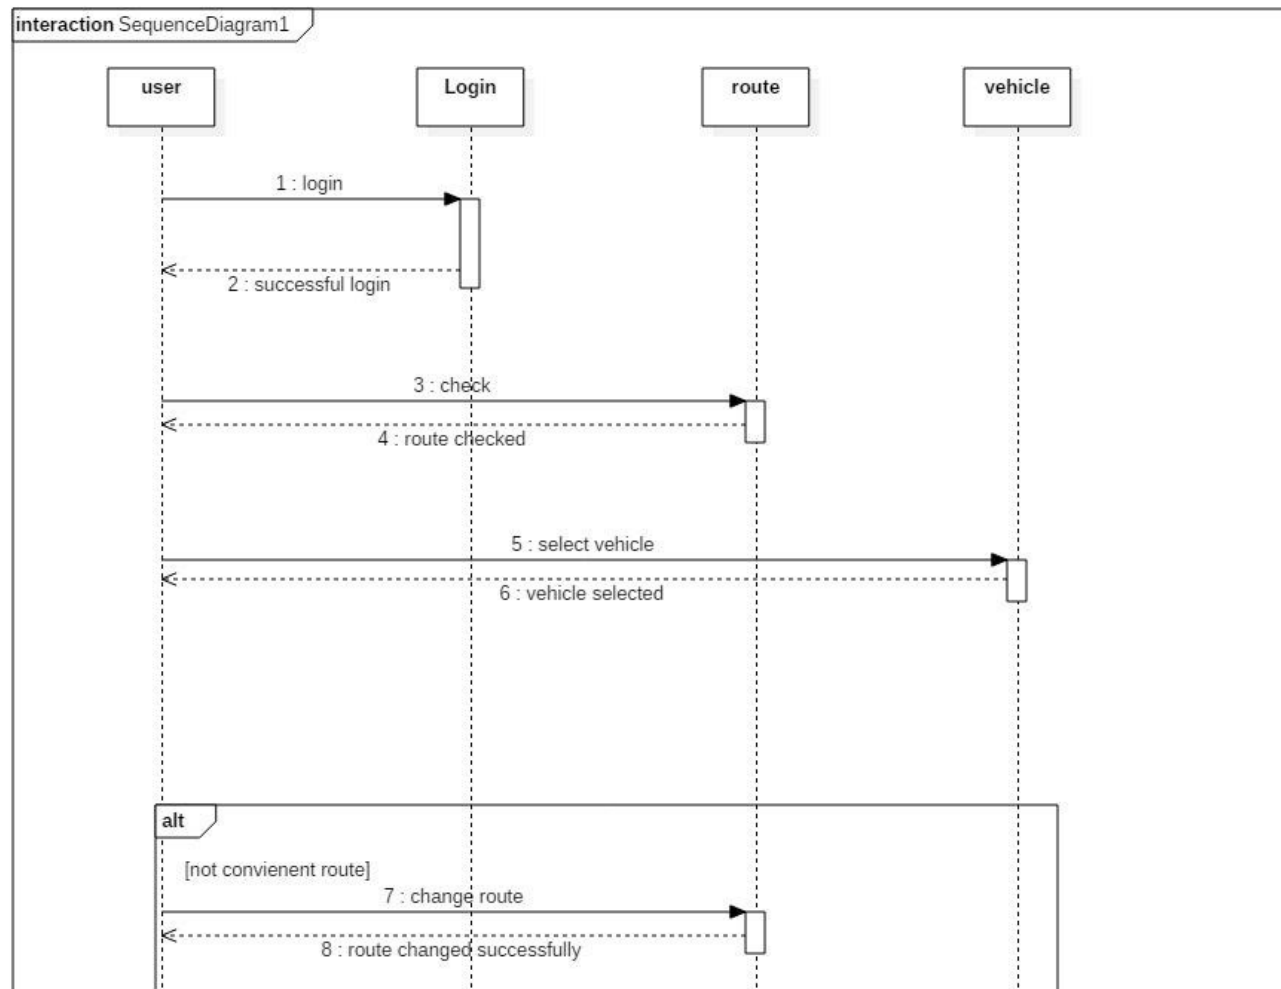 interaction SequenceDiagram1
user
Login
route
vehicle
1 : login
2 : successful login
3 : check
4 : route checked
5 : select vehicle
6 : vehicle selected
alt
[not convienent route]
7 : change route
8 : route changed successfully